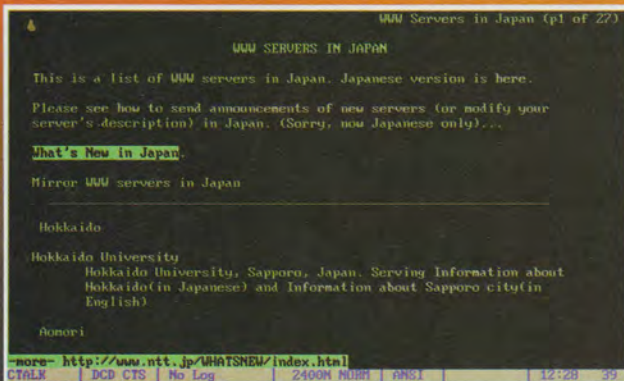 WWW Servers in Japan (p1 of 27)
WWW SERVERS IN JAPAN
This is a list of WWW servers in Japan. Japanese version is here.
Please see how to send announcements of new servers (or modify your
server's description) in Japan. (Sorry, now Japanese only)...
What's New in Japan.
Mirror WWW servers in Japan
Hokkaido
Hokkaido University
Hokkaido University, Sapporo, Japan. Serving Information about
Hokkaido(in Japanese) and Information about Sapporo city(in
English)
Aomori
-more- http://www.ntt.jp/WHATSNEW/index.html
CTALK | DCD CTS | No Log | 2400M N81M | ANSI | | 12:28 39